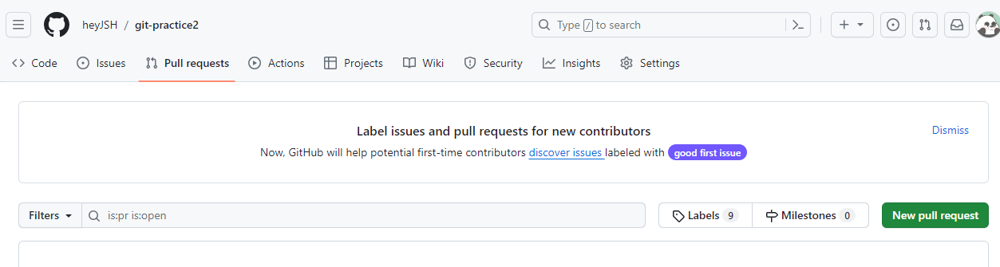 heyJSH / git-practice2
Type / to search
Code Issues Pull requests Actions Projects Wiki Security Insights Settings
Label issues and pull requests for new contributors
Dismiss
Now, GitHub will help potential first-time contributors discover issues labeled with good first issue
Filters is:pr is:open Labels 9 Milestones 0 New pull request